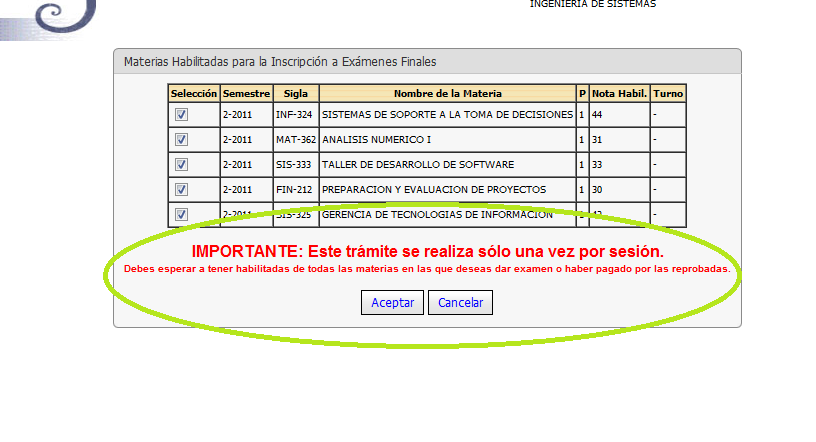 INGENIERIA DE SISTEMAS
Materias Habilitadas para la Inscripción a Exámenes Finales
Selección Semestre Sigla Nombre de la Materia P Nota Habil. Turno
2-2011 INF-324 SISTEMAS DE SOPORTE A LA TOMA DE DECISIONES 1 44 -
2-2011 MAT-362 ANALISIS NUMERICO I 1 31 -
2-2011 SIS-333 TALLER DE DESARROLLO DE SOFTWARE 1 33 -
2-2011 FIN-212 PREPARACION Y EVALUACION DE PROYECTOS 1 30 -
2-2011 SIS-325 GERENCIA DE TECNOLOGIAS DE INFORMACION -
IMPORTANTE: Este trámite se realiza sólo una vez por sesión.
Debes esperar a tener habilitadas de todas las materias en las que deseas dar examen o haber pagado por las reprobadas.
Aceptar Cancelar